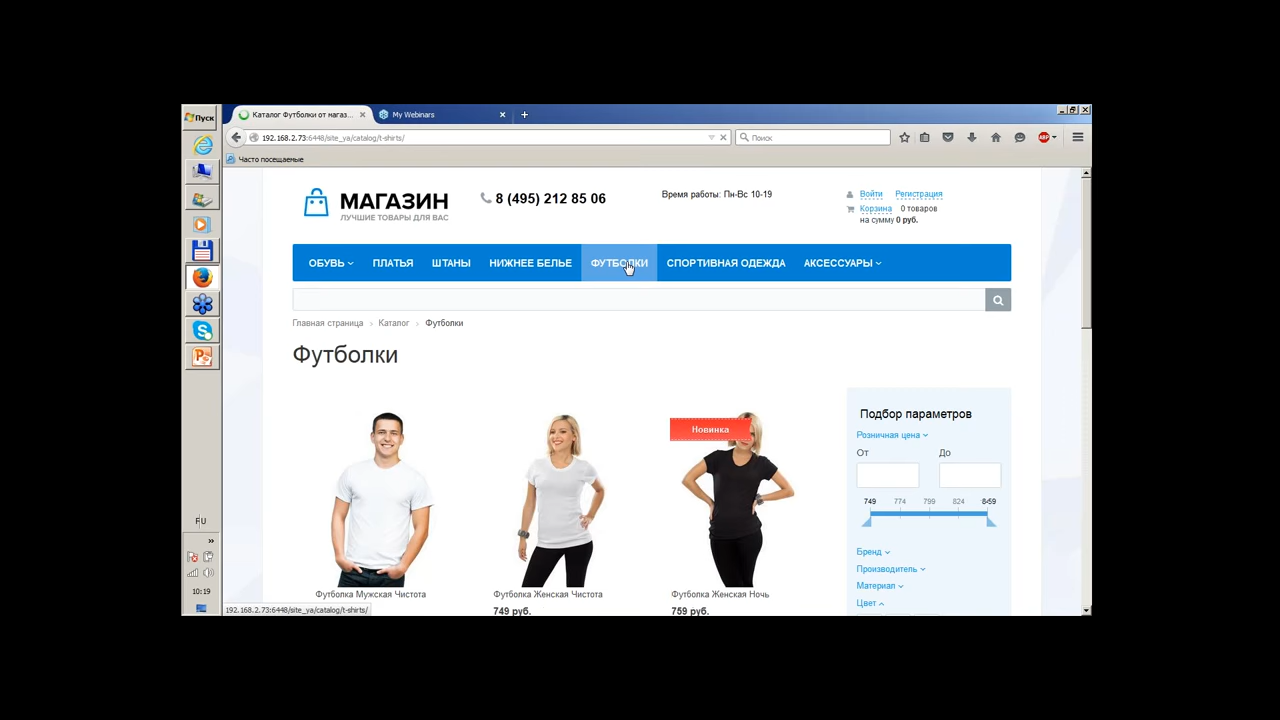 Пуск
Каталог Футболки от магаз...
My Webinars
192.168.2.73:6448/site_ya/catalog/t-shirts/
Поиск
ABP
Часто посещаемые
МАГАЗИН
ЛУЧШИЕ ТОВАРЫ ДЛЯ ВАС
8 (495) 212 85 06
Время работы: Пн-Вс 10-19
Войти Регистрация
Корзина 0 товаров
на сумму 0 руб.
ОБУВЬ ПЛАТЬЯ ШТАНЫ НИЖНЕЕ БЕЛЬЕ ФУТБОЛКИ СПОРТИВНАЯ ОДЕЖДА АКСЕССУАРЫ
Главная страница > Каталог > Футболки
Футболки
Новинка
Подбор параметров
Розничная цена
От До
749 774 799 824
Бренд
Производитель
Материал
Цвет
Футболка Мужская Чистота
Футболка Женская Чистота
749 руб.
Футболка Женская Ночь
759 руб.
10:19
192.168.2.73:6448/site_ya/catalog/t-shirts/